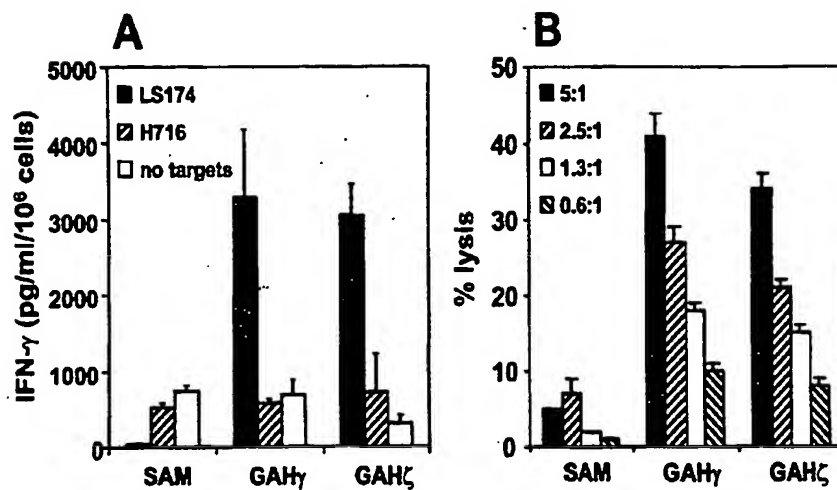 A
5000
4000
3000
2000
1000
0
IFN-γ (pg/ml/10⁶ cells)
LS174
H716
no targets
SAM
GAHγ
GAHζ
B
50
40
30
20
10
0
% lysis
5:1
2.5:1
1.3:1
0.6:1
SAM
GAHγ
GAHζ